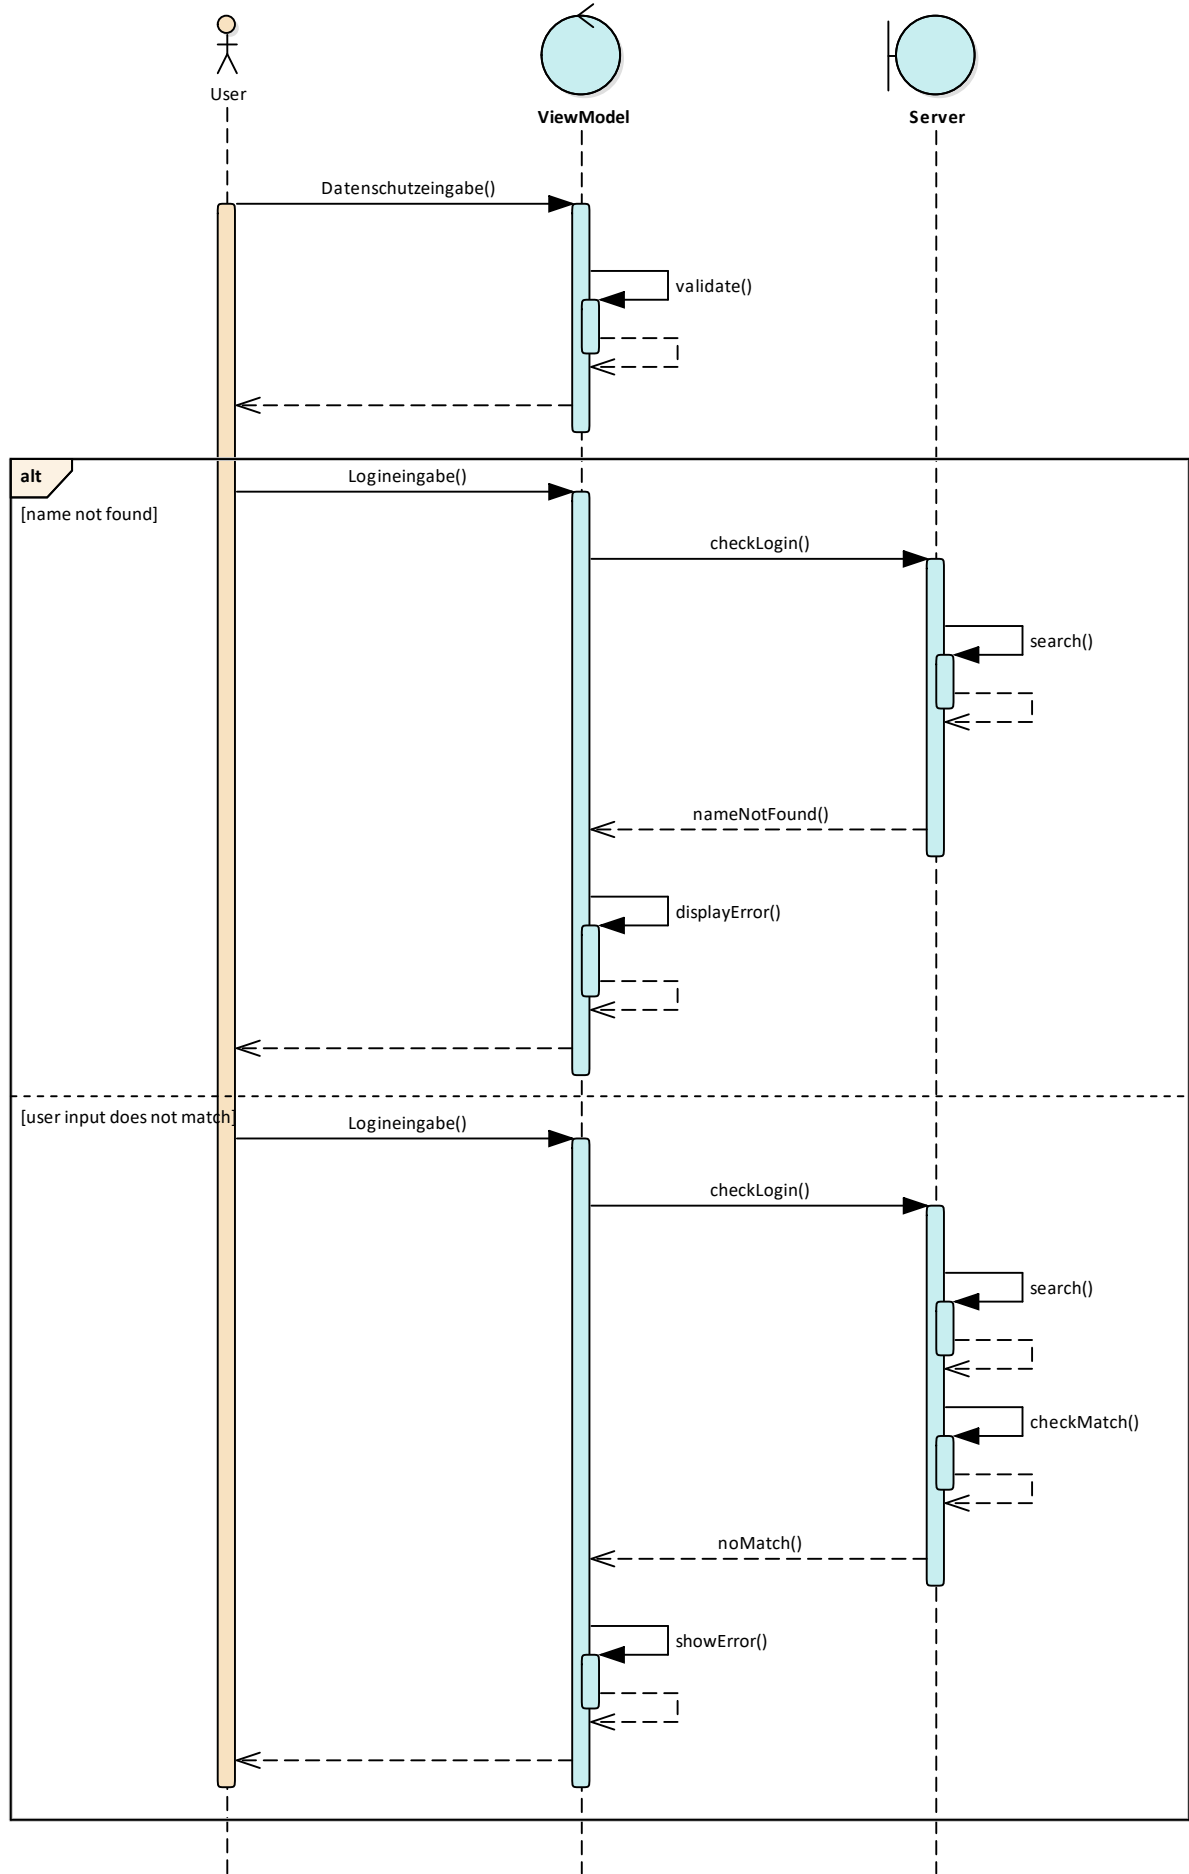 User
ViewModel
Server
Datenschutzeingabe()
validate()
alt
Logineingabe()
[name not found]
checkLogin()
search()
nameNotFound()
displayError()
[user input does not match]
Logineingabe()
checkLogin()
search()
checkMatch()
noMatch()
showError()